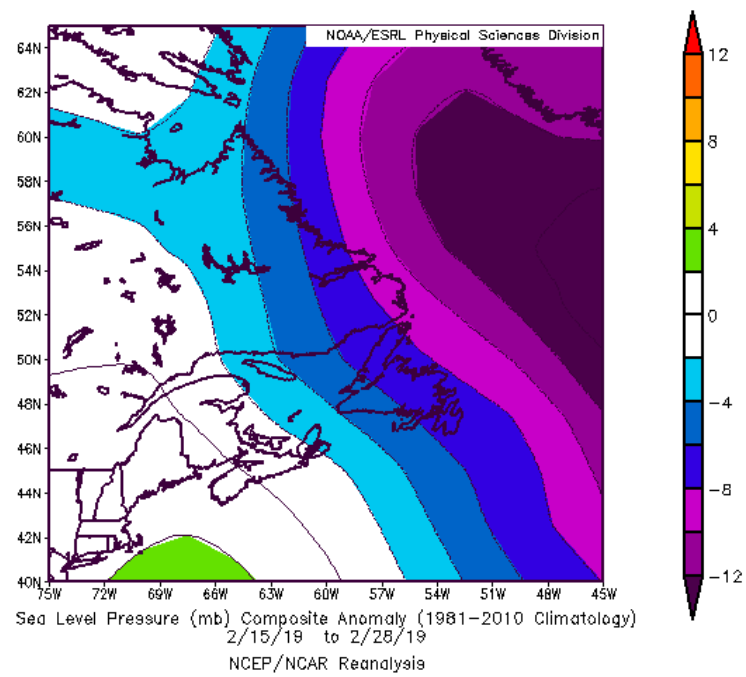 NOAA/ESRL Physical Sciences Division
64N
62N
60N
58N
56N
54N
52N
50N
48N
46N
44N
42N
40N
75W 72W 69W 66W 63W 60W 57W 54W 51W 48W 45W
12
8
4
0
-4
-8
-12
Sea Level Pressure (mb) Composite Anomaly (1981-2010 Climatology)
2/15/19 to 2/28/19
NCEP/NCAR Reanalysis